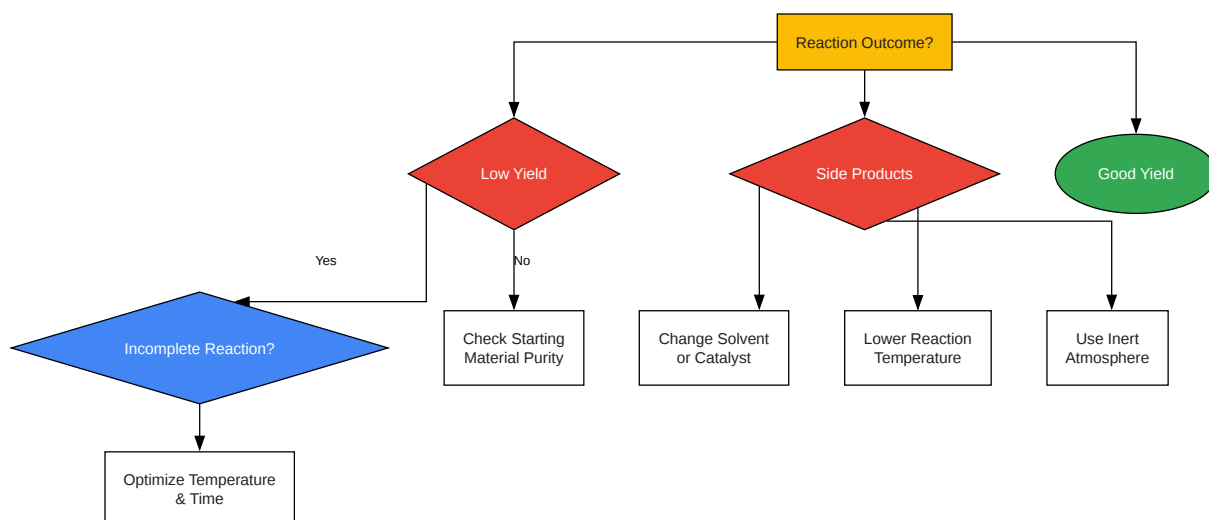 Reaction Outcome?
Low Yield
Side Products
Good Yield
Yes
No
Incomplete Reaction?
Check Starting
Material Purity
Change Solvent
or Catalyst
Lower Reaction
Temperature
Use Inert
Atmosphere
Optimize Temperature
& Time